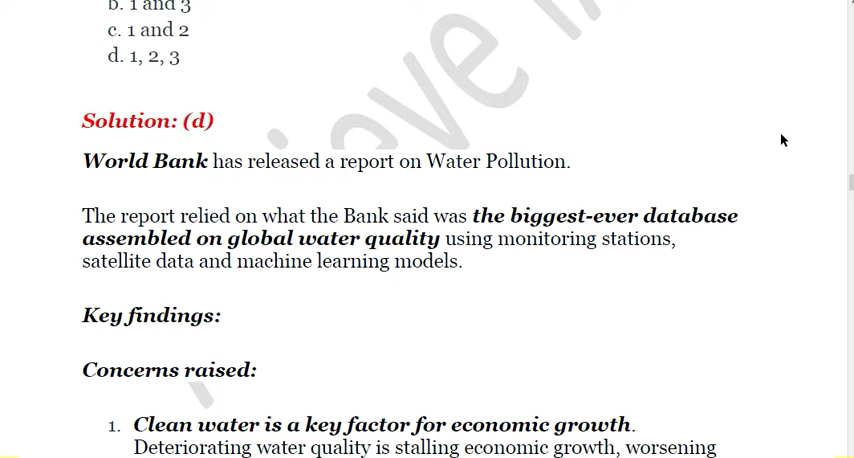 b. 1 and 3
c. 1 and 2
d. 1, 2, 3
Solution: (d)
World Bank has released a report on Water Pollution.
The report relied on what the Bank said was the biggest-ever database
assembled on global water quality using monitoring stations,
satellite data and machine learning models.
Key findings:
Concerns raised:
1. Clean water is a key factor for economic growth.
Deteriorating water quality is stalling economic growth, worsening